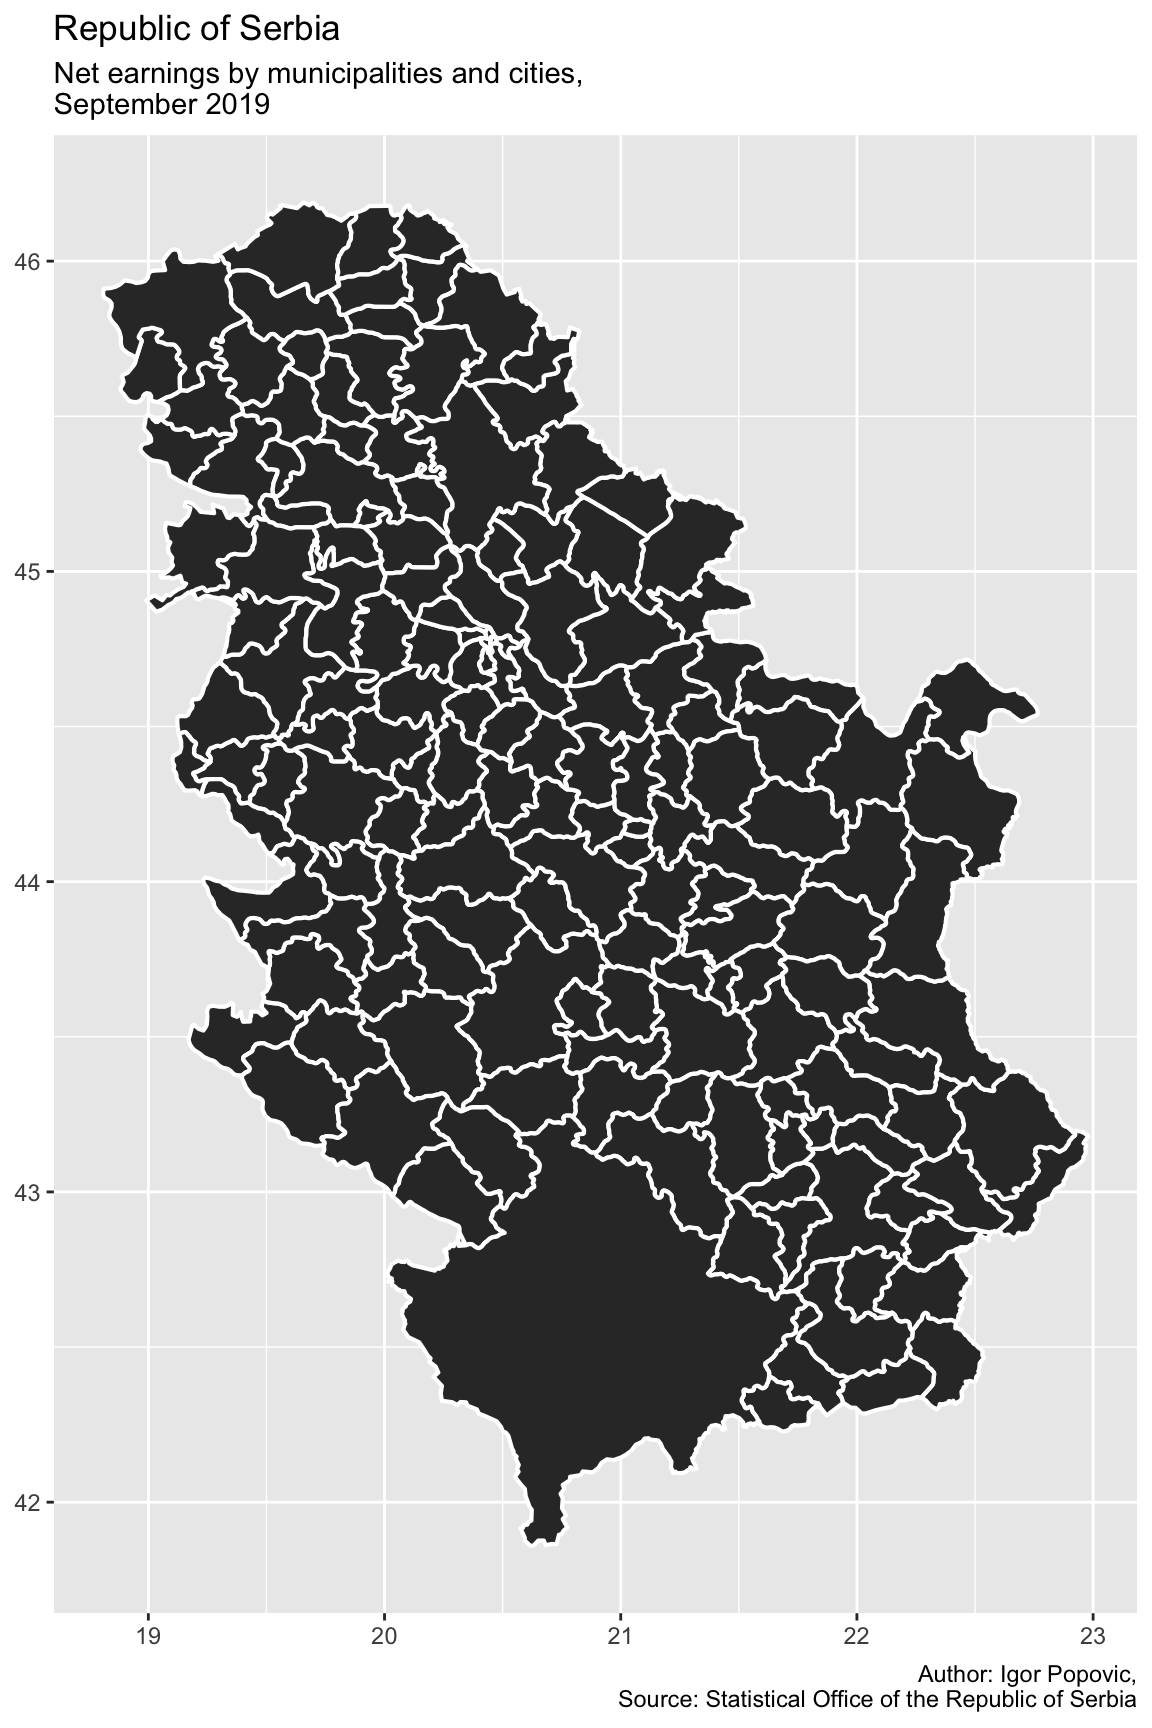 Republic of Serbia
Net earnings by municipalities and cities,
September 2019
46
45
44
43
42
19 20 21 22 23
Author: Igor Popovic,
Source: Statistical Office of the Republic of Serbia